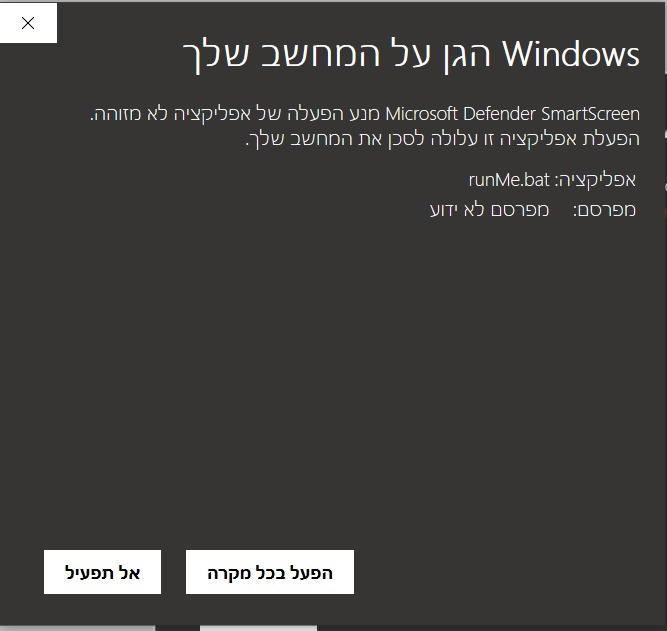 Windows הגן על המחשב שלך
Microsoft Defender SmartScreen מנע הפעלה של אפליקציה לא מזוהה.
הפעלת אפליקציה זו עלולה לסכן את המחשב שלך.
אפליקציה: runMe.bat
מפרסם: מפרסם לא ידוע
הפעל בכל מקרה
אל תפעיל